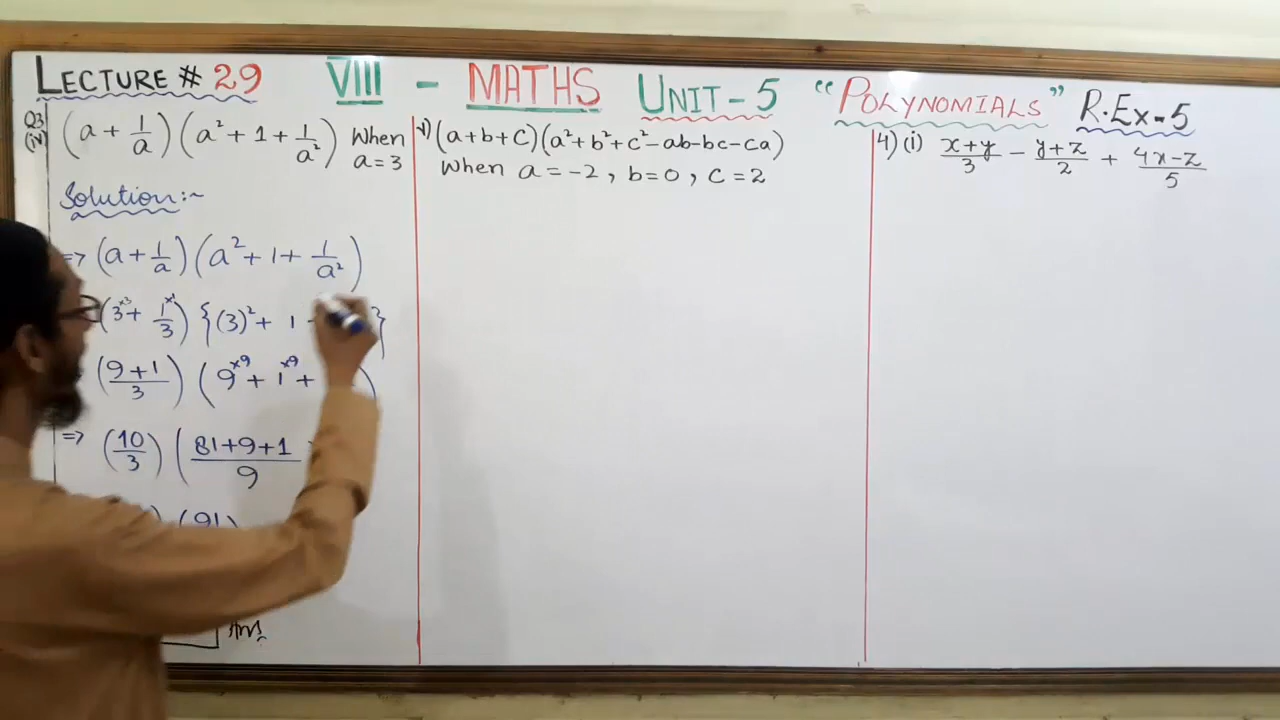 LECTURE # 29 VIII - MATHS UNIT-5 "POLYNOMIALS" R.Ex-5
Q3 (iv) (a + 1/a) (a² + 1 + 1/a²) When a=3
Solution:~
=> (a + 1/a) (a² + 1 + 1/a²)
(3^×3 + 1^×1/3) {(3)² + 1 }
(9+1/3) (9^×9 + 1^×9 + )
=> (10/3) (81+9+1/9
) (91)
Ans
v) (a+b+c)(a²+b²+c²-ab-bc-ca)
When a = -2, b=0, c=2
4) (i) x+y/3 - y+z/2 + 4x-z/5